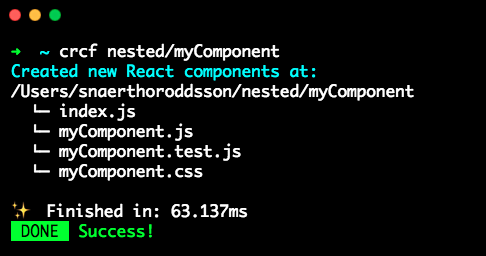 ➜  ~ crcf nested/myComponent
Created new React components at:
/Users/snaerthoroddsson/nested/myComponent
  └─ index.js
  └─ myComponent.js
  └─ myComponent.test.js
  └─ myComponent.css
✨  Finished in: 63.137ms
DONE  Success!